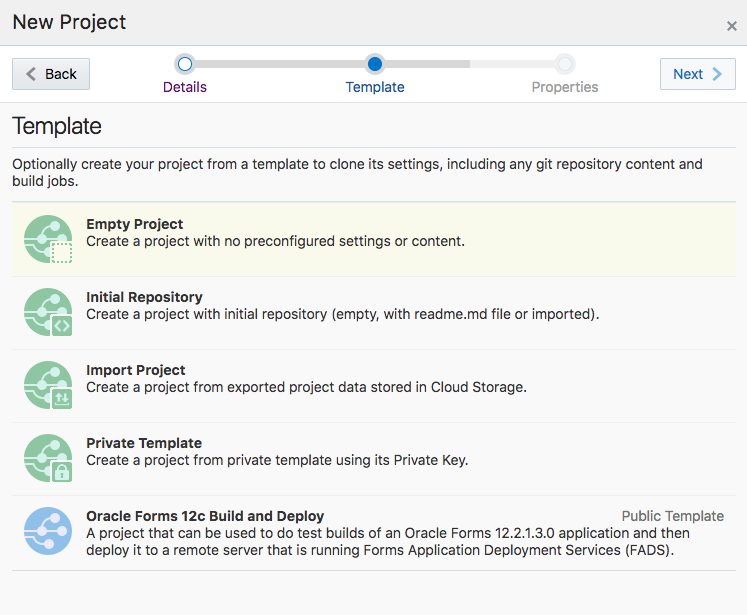 New Project
×
Back
Next
Details
Template
Properties
Template
Optionally create your project from a template to clone its settings, including any git repository content and
build jobs.
Empty Project
Create a project with no preconfigured settings or content.
Initial Repository
Create a project with initial repository (empty, with readme.md file or imported).
Import Project
Create a project from exported project data stored in Cloud Storage.
Private Template
Create a project from private template using its Private Key.
Oracle Forms 12c Build and Deploy
Public Template
A project that can be used to do test builds of an Oracle Forms 12.2.1.3.0 application and then
deploy it to a remote server that is running Forms Application Deployment Services (FADS).